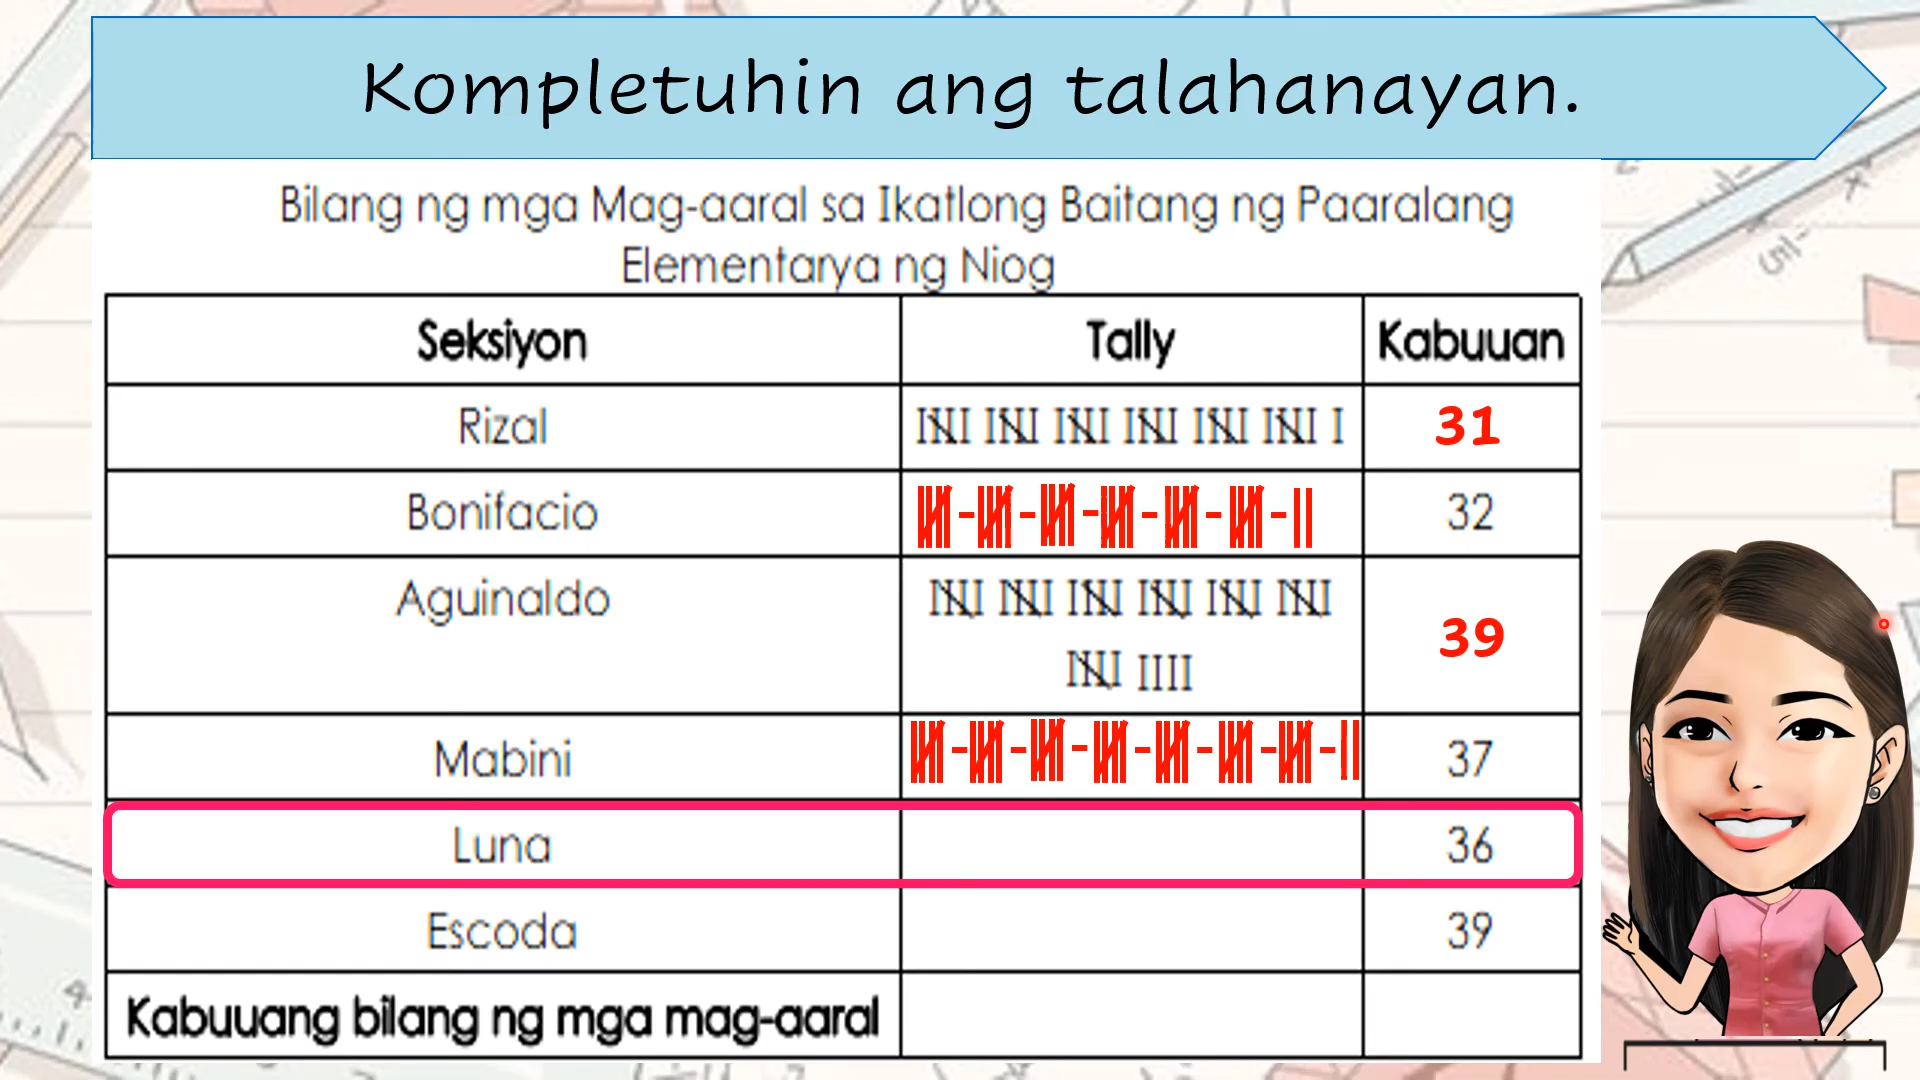 Kompletuhin ang talahanayan.
Bilang ng mga Mag-aaral sa Ikatlong Baitang ng Paaralang
Elementarya ng Niog
Seksiyon Tally Kabuuan
Rizal 31
Bonifacio 32
Aguinaldo 39
Mabini 37
Luna 36
Escoda 39
Kabuuang bilang ng mga mag-aaral